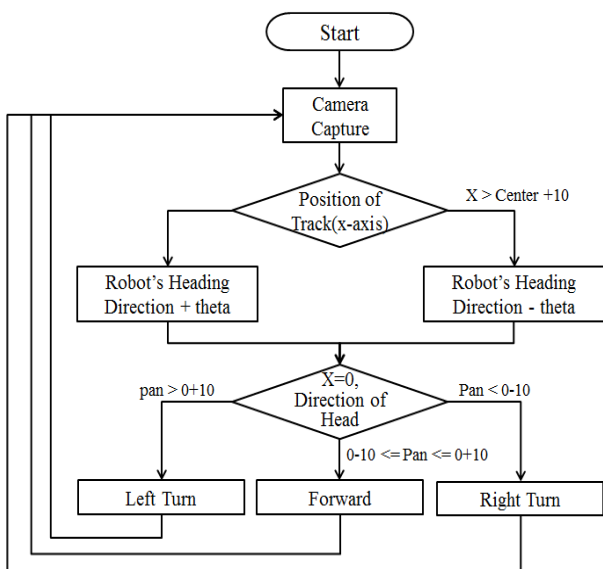 Start
Camera
Capture
Position of
Track(x-axis)
X > Center +10
Robot's Heading
Direction + theta
Robot's Heading
Direction - theta
X=0,
Direction of
Head
pan > 0+10
Pan < 0-10
0-10 <= Pan <= 0+10
Left Turn
Forward
Right Turn